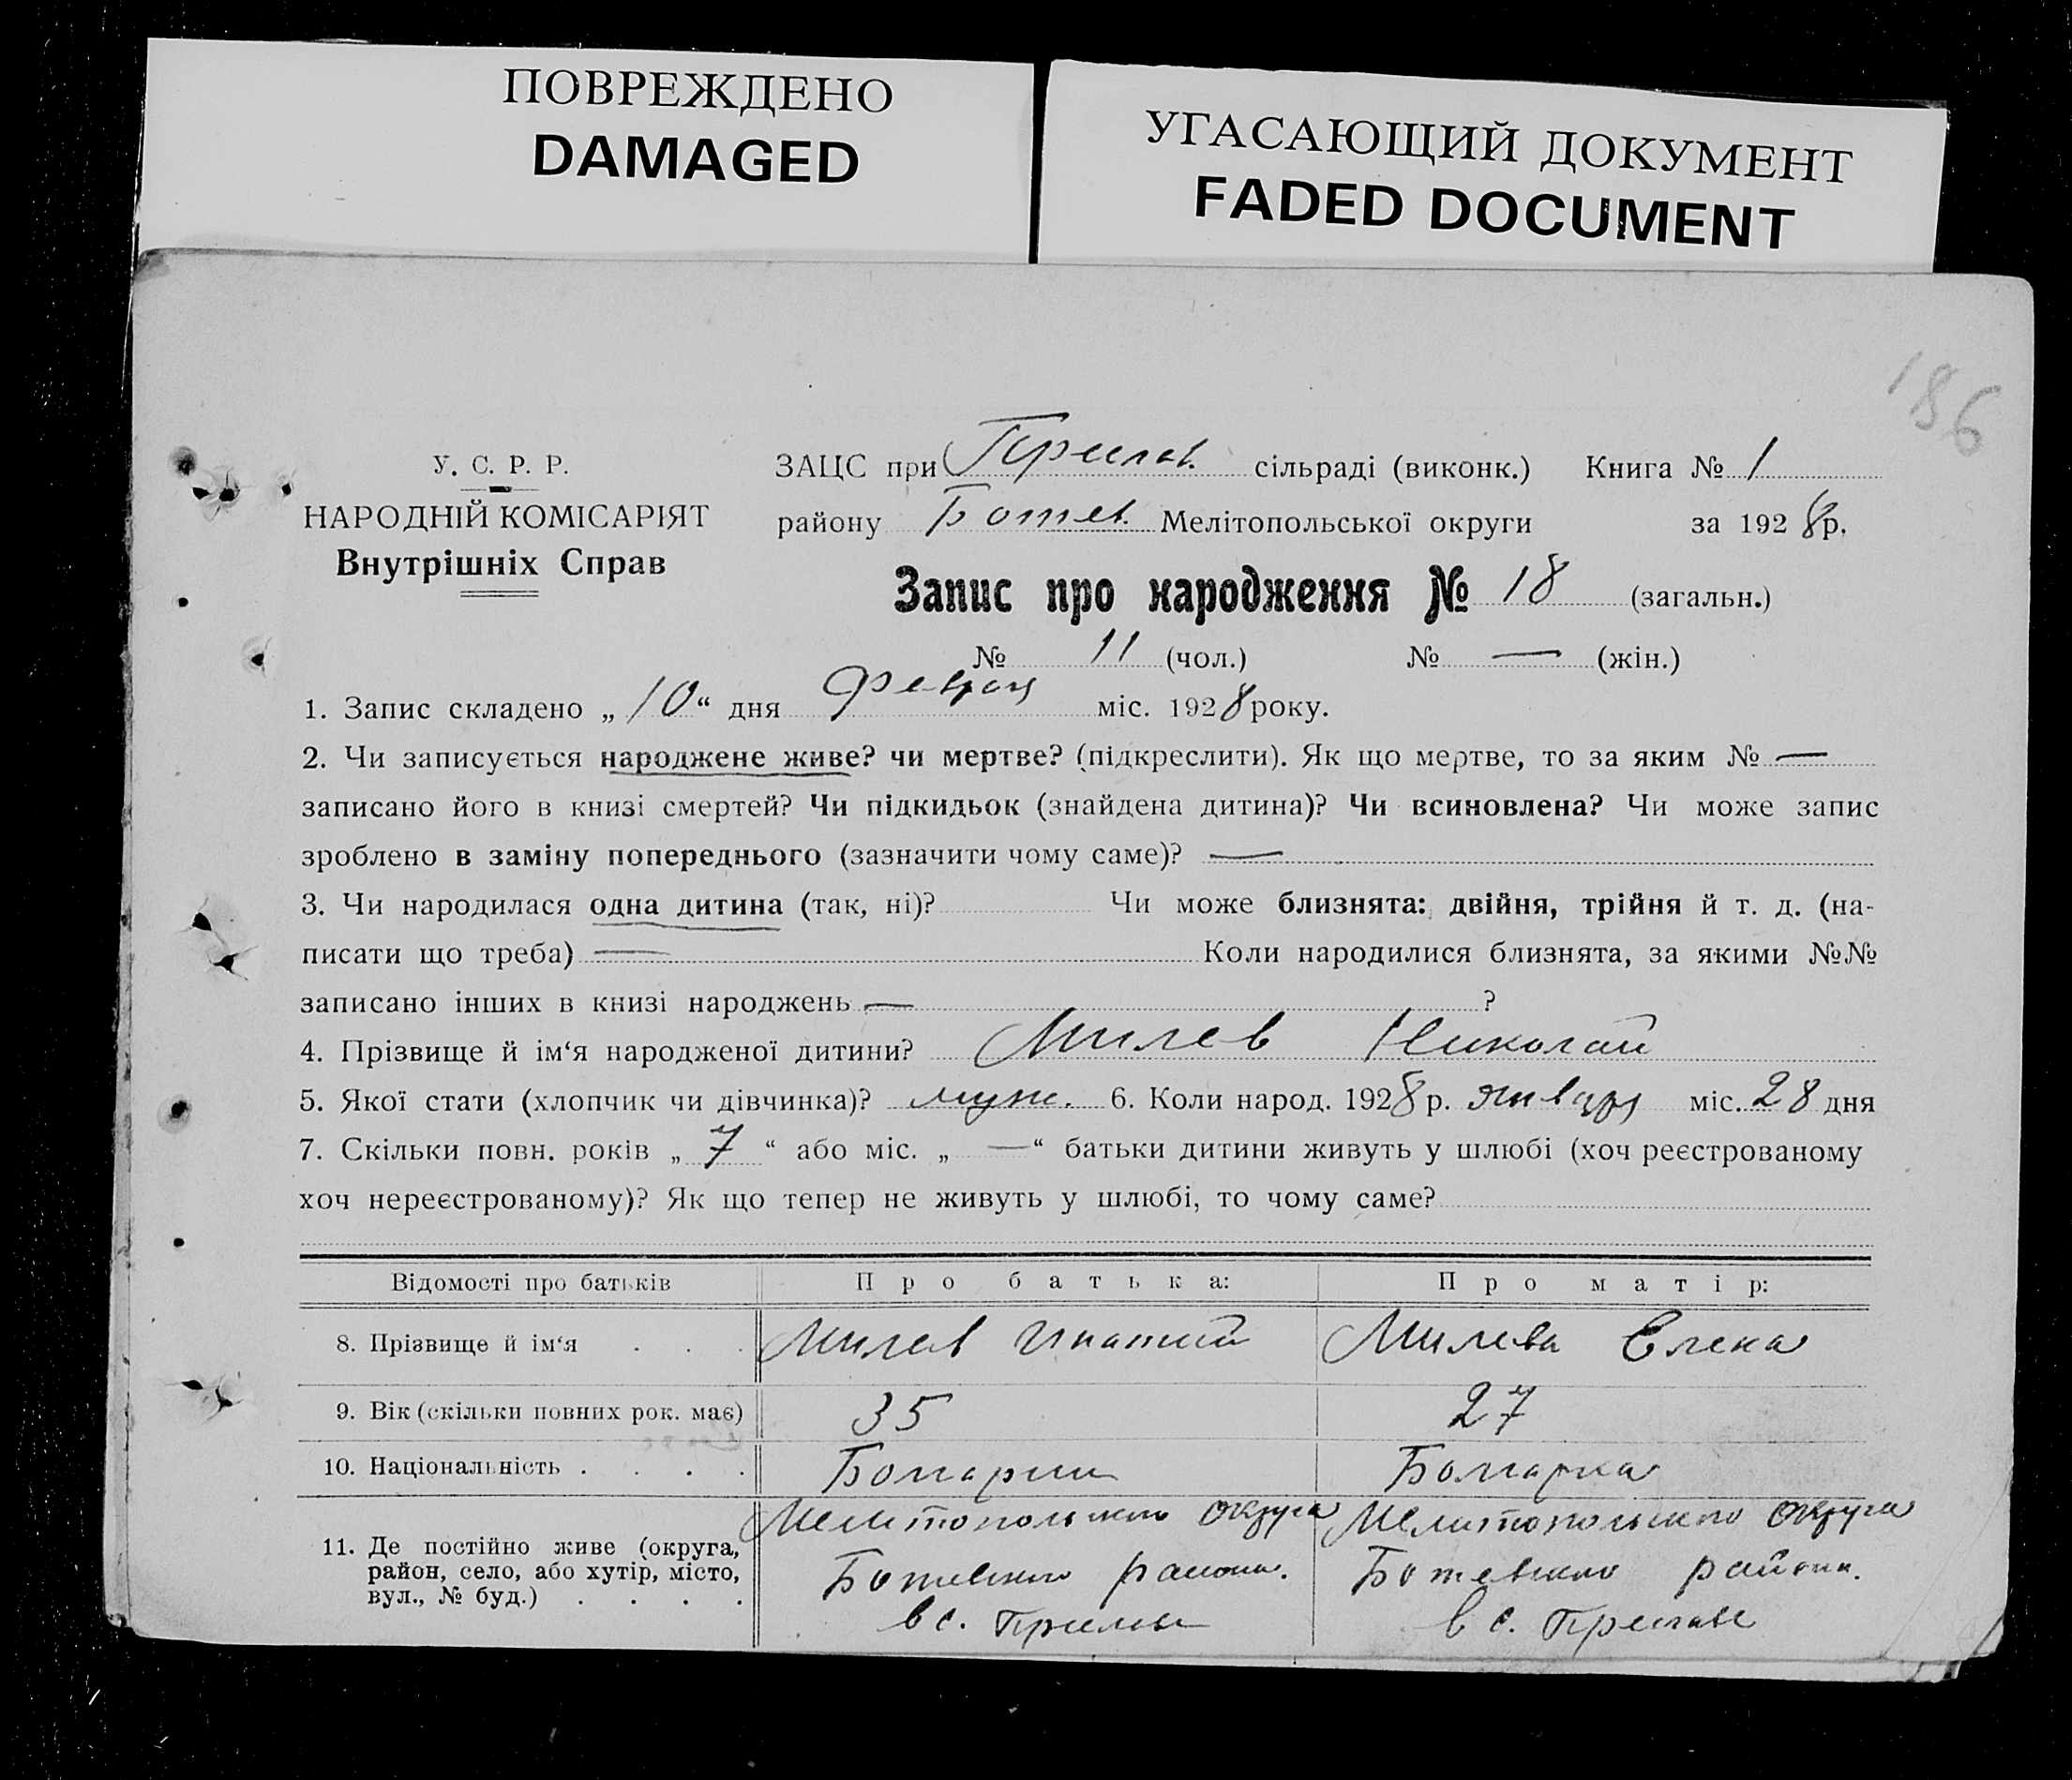 ПОВРЕЖДЕНО
DAMAGED
УГАСАЮЩИЙ ДОКУМЕНТ
FADED DOCUMENT
186
У. С. Р. Р.
НАРОДНІЙ КОМІСАРІЯТ
Внутрішніх Справ
ЗАЦС при Преслав. сільраді (виконк.) Книга № 1
району Ботев. Мелітопольської округи за 1928 р.
Запис про народження № 18 (загальн.)
№ 11 (чол.) № — (жін.)
1. Запис складено „10“ дня Февраля міс. 1928 року.
2. Чи записується народжене живе? чи мертве? (підкреслити). Як що мертве, то за яким № —
записано його в книзі смертей? Чи підкидьок (знайдена дитина)? Чи всиновлена? Чи може запис
зроблено в заміну попереднього (зазначити чому саме)? —
3. Чи народилася одна дитина (так, ні)? Чи може близнята: двійня, трійня й т. д. (на-
писати що треба) — Коли народилися близнята, за якими №№
записано інших в книзі народжень — ?
4. Прізвище й ім‘я народженої дитини? Милев Николай
5. Якої стати (хлопчик чи дівчинка)? муж. 6. Коли народ. 1928 р. января міс. 28 дня
7. Скільки повн. років „7“ або міс. „—“ батьки дитини живуть у шлюбі (хоч реєстрованому
хоч нереєстрованому)? Як що тепер не живуть у шлюбі, то чому саме?
Відомості про батьків Про батька: Про матір:
8. Прізвище й ім‘я . . . Милев Игнатий Милева Елена
9. Вік (скільки повних рок. має) 35 27
10. Національність . . . . Болгарин Болгарка
11. Де постійно живе (округа, район, село, або хутір, місто, вул., № буд.) . . . .
Мелитопольского округа Мелитопольского округа
Ботевского района. Ботевского района.
в с. Преславе в с. Преславе